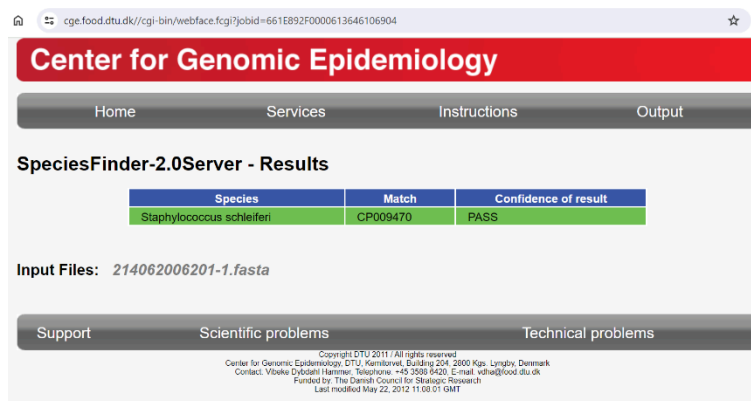 cge.food.dtu.dk//cgi-bin/webface.fcgi?jobid=661E892F0000613646106904
Center for Genomic Epidemiology
Home Services Instructions Output
SpeciesFinder-2.0Server - Results
Species Match Confidence of result
Staphylococcus schleiferi CP009470 PASS
Input Files: 214062006201-1.fasta
Support Scientific problems Technical problems
Copyright DTU 2011 / All rights reserved
Center for Genomic Epidemiology, DTU, Kemitorvet, Building 204, 2800 Kgs. Lyngby, Denmark
Contact: Vibeke Dybdahl Hammer, Telephone: +45 3588 6420, E-mail: vdha@food.dtu.dk
Funded by: The Danish Council for Strategic Research
Last modified May 22, 2012 11:08:01 GMT